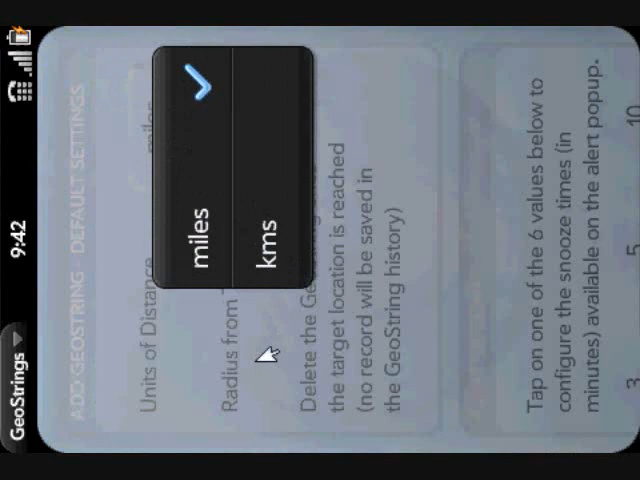 GeoStrings 9:42
ADD GEOSTRING - DEFAULT SETTINGS
Units of Distance miles
miles
kms
Radius from
Delete the
the target location is reached
(no record will be saved in
the GeoString history)
Tap on one of the 6 values below to
configure the snooze times (in
minutes) available on the alert popup.
3 5 10